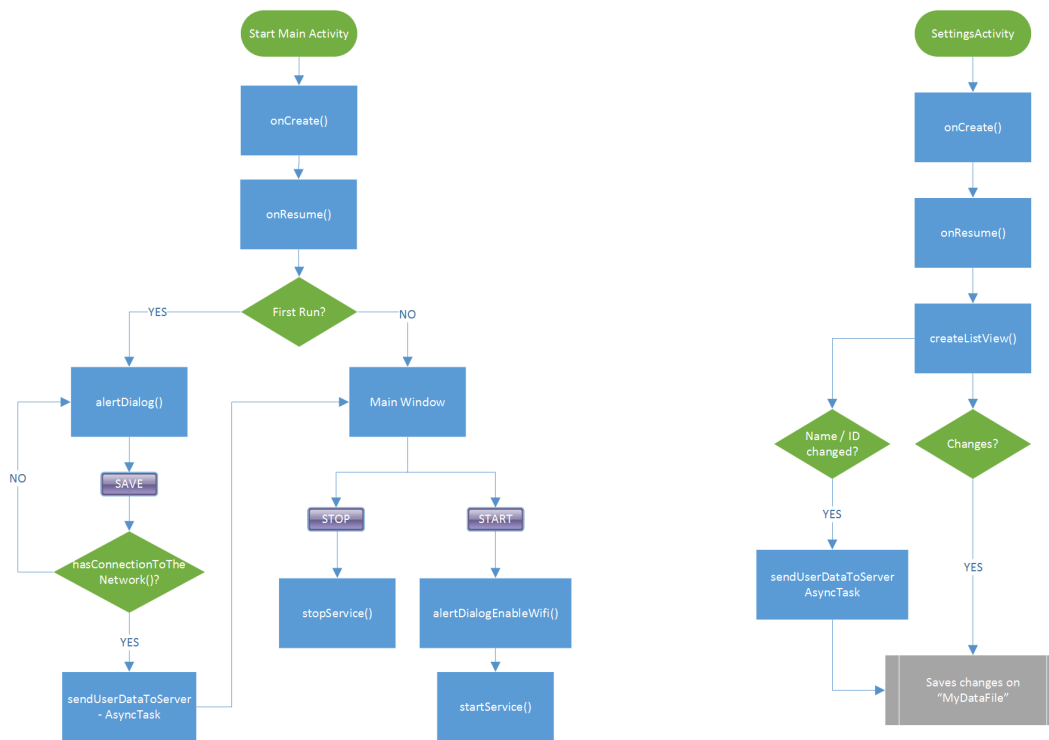 Start Main Activity
onCreate()
onResume()
First Run?
YES
NO
alertDialog()
Main Window
NO
SAVE
STOP
START
hasConnectionToThe
Network()?
stopService()
alertDialogEnableWifi()
YES
sendUserDataToServer
- AsyncTask
startService()
SettingsActivity
onCreate()
onResume()
createListView()
Name / ID
changed?
Changes?
YES
sendUserDataToServer
AsyncTask
YES
Saves changes on
“MyDataFile”